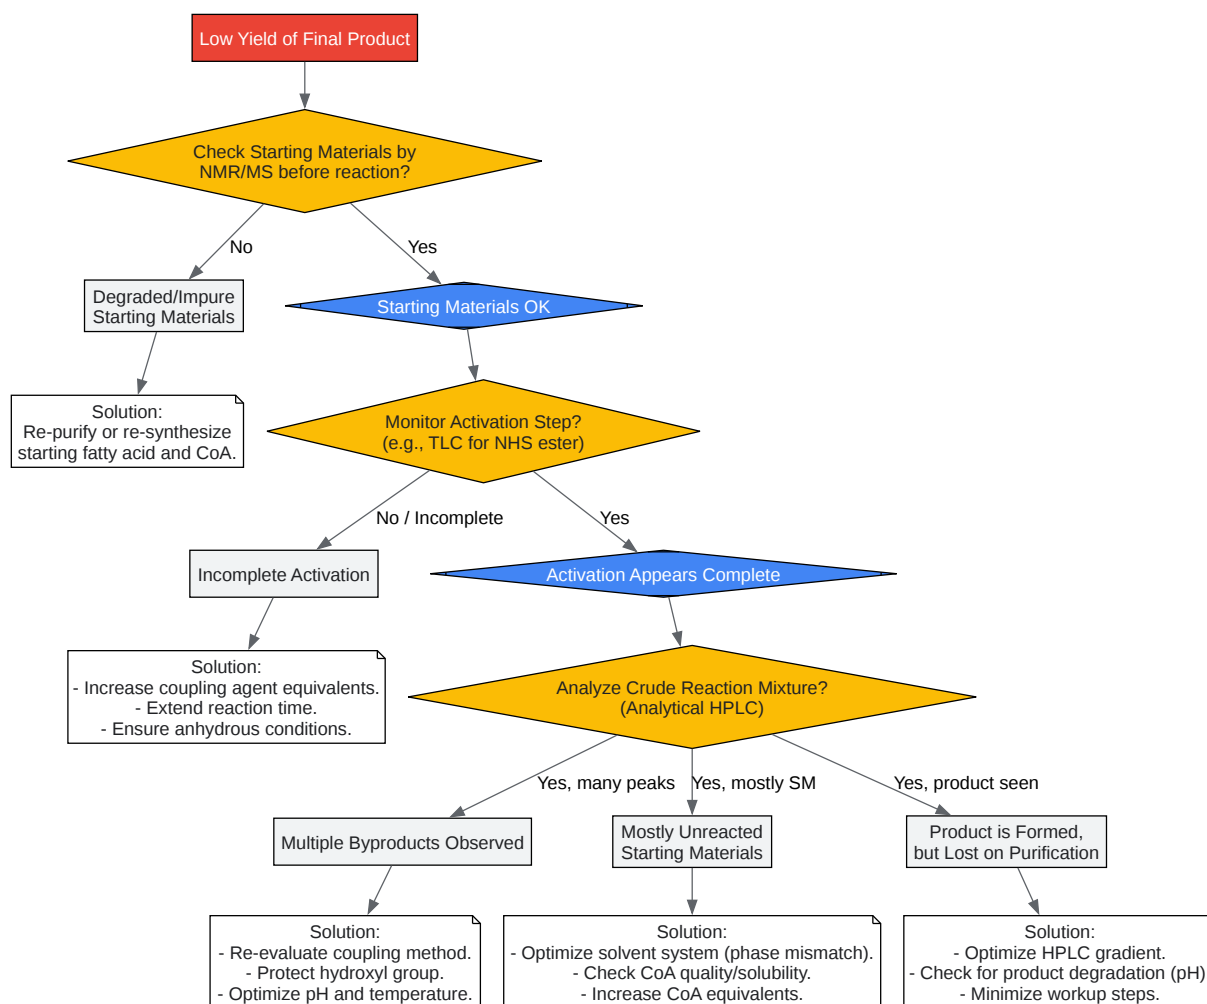 Low Yield of Final Product
Check Starting Materials by
NMR/MS before reaction?
No
Yes
Degraded/Impure
Starting Materials
Starting Materials OK
Solution:
Re-purify or re-synthesize
starting fatty acid and CoA.
Monitor Activation Step?
(e.g., TLC for NHS ester)
No / Incomplete
Yes
Incomplete Activation
Activation Appears Complete
Solution:
- Increase coupling agent equivalents.
- Extend reaction time.
- Ensure anhydrous conditions.
Analyze Crude Reaction Mixture?
(Analytical HPLC)
Yes, many peaks
Yes, mostly SM
Yes, product seen
Multiple Byproducts Observed
Mostly Unreacted
Starting Materials
Product is Formed,
but Lost on Purification
Solution:
- Re-evaluate coupling method.
- Protect hydroxyl group.
- Optimize pH and temperature.
Solution:
- Optimize solvent system (phase mismatch).
- Check CoA quality/solubility.
- Increase CoA equivalents.
Solution:
- Optimize HPLC gradient.
- Check for product degradation (pH)
- Minimize workup steps.